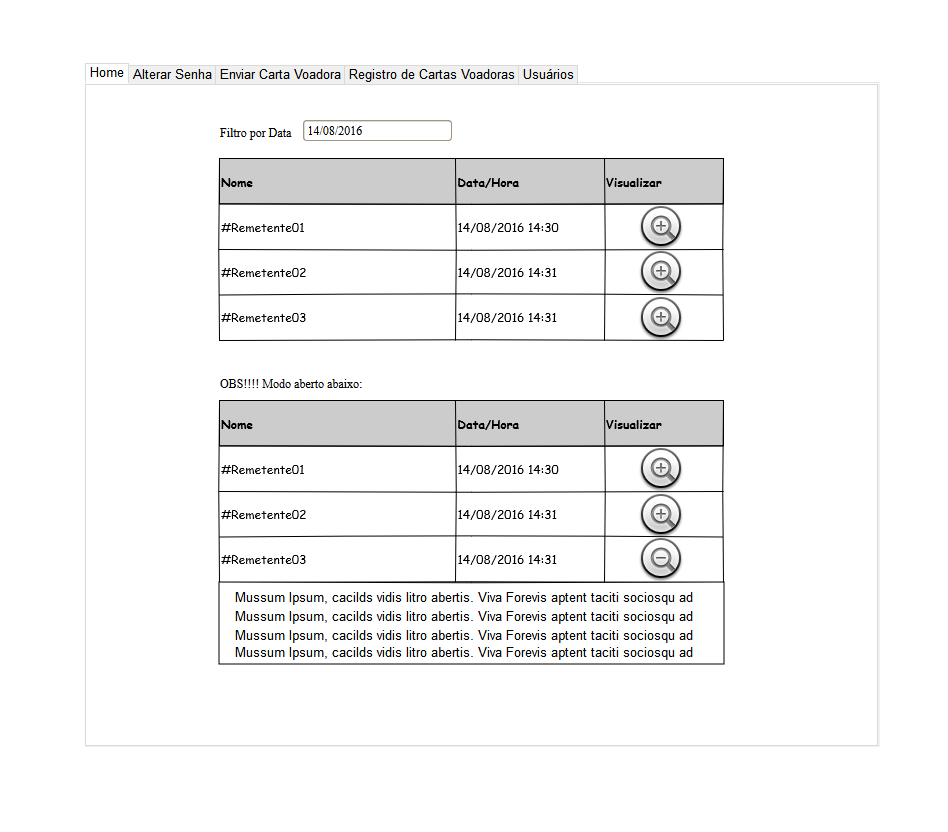 Home Alterar Senha Enviar Carta Voadora Registro de Cartas Voadoras Usuários
Filtro por Data 14/08/2016
Nome Data/Hora Visualizar
#Remetente01 14/08/2016 14:30
#Remetente02 14/08/2016 14:31
#Remetente03 14/08/2016 14:31
OBS!!!! Modo aberto abaixo:
Nome Data/Hora Visualizar
#Remetente01 14/08/2016 14:30
#Remetente02 14/08/2016 14:31
#Remetente03 14/08/2016 14:31
Mussum Ipsum, cacilds vidis litro abertis. Viva Forevis aptent taciti sociosqu ad
Mussum Ipsum, cacilds vidis litro abertis. Viva Forevis aptent taciti sociosqu ad
Mussum Ipsum, cacilds vidis litro abertis. Viva Forevis aptent taciti sociosqu ad
Mussum Ipsum, cacilds vidis litro abertis. Viva Forevis aptent taciti sociosqu ad